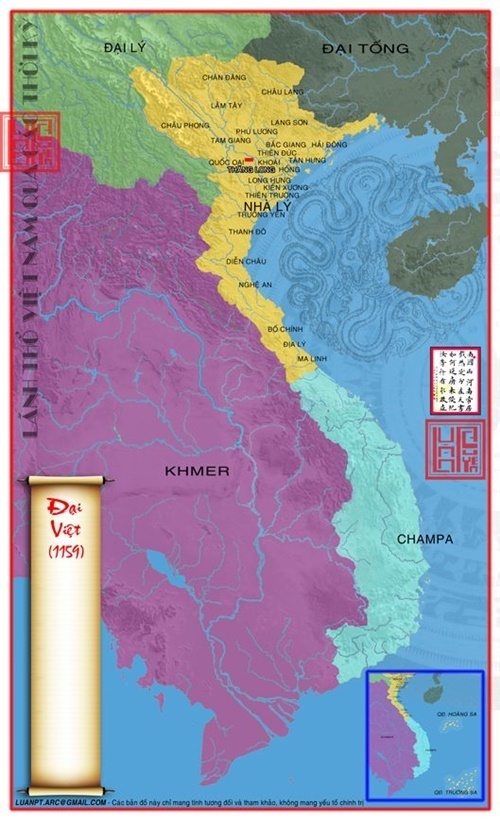 ĐẠI LÝ
ĐẠI TỐNG
CHÂN ĐĂNG
CHÂU LẠNG
LÂM TÂY
LẠNG SƠN
CHÂU PHONG
PHÚ LƯƠNG
TAM GIANG
BẮC GIANG
HẢI ĐÔNG
THIÊN ĐỨC
QUỐC OAI
KHOÁI
TÂN HƯNG
THĂNG LONG
HỒNG
LONG HƯNG
KIẾN XƯƠNG
THIÊN TRƯỜNG
NHÀ LÝ
TRƯỜNG YÊN
THANH ĐÔ
DIỄN CHÂU
NGHỆ AN
BỐ CHÍNH
ĐỊA LÝ
MA LINH
KHMER
CHAMPA
LÃNH THỔ VIỆT NAM QUA
THỜI KỲ
Đại
Việt
(1159)
QĐ. HOÀNG SA
QĐ. TRƯỜNG SA
LUANPT.ARC@GMAIL.COM - Các bản đồ này chỉ mang tính tượng đối và tham khảo, không mang yếu tố chính trị